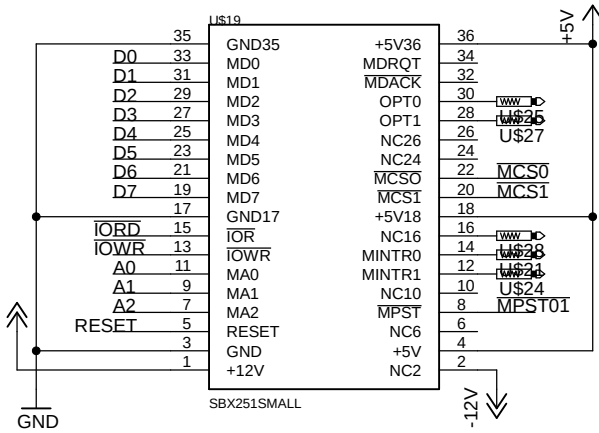 U$19
+5V
35 GND35 +5V36 36
D0 33 MD0 MDRQT 34
D1 31 MD1 MDACK 32
D2 29 MD2 OPT0 30
U$25
D3 27 MD3 OPT1 28
U$27
D4 25 MD4 NC26 26
D5 23 MD5 NC24 24
D6 21 MD6 MCSO 22 MCS0
D7 19 MD7 MCS1 20 MCS1
17 GND17 +5V18 18
IORD 15 IOR NC16 16
U$28
IOWR 13 IOWR MINTR0 14
U$21
A0 11 MA0 MINTR1 12
U$24
A1 9 MA1 NC10 10
A2 7 MA2 MPST 8 MPST01
RESET 5 RESET NC6 6
3 GND +5V 4
1 +12V NC2 2
-12V
SBX251SMALL
GND